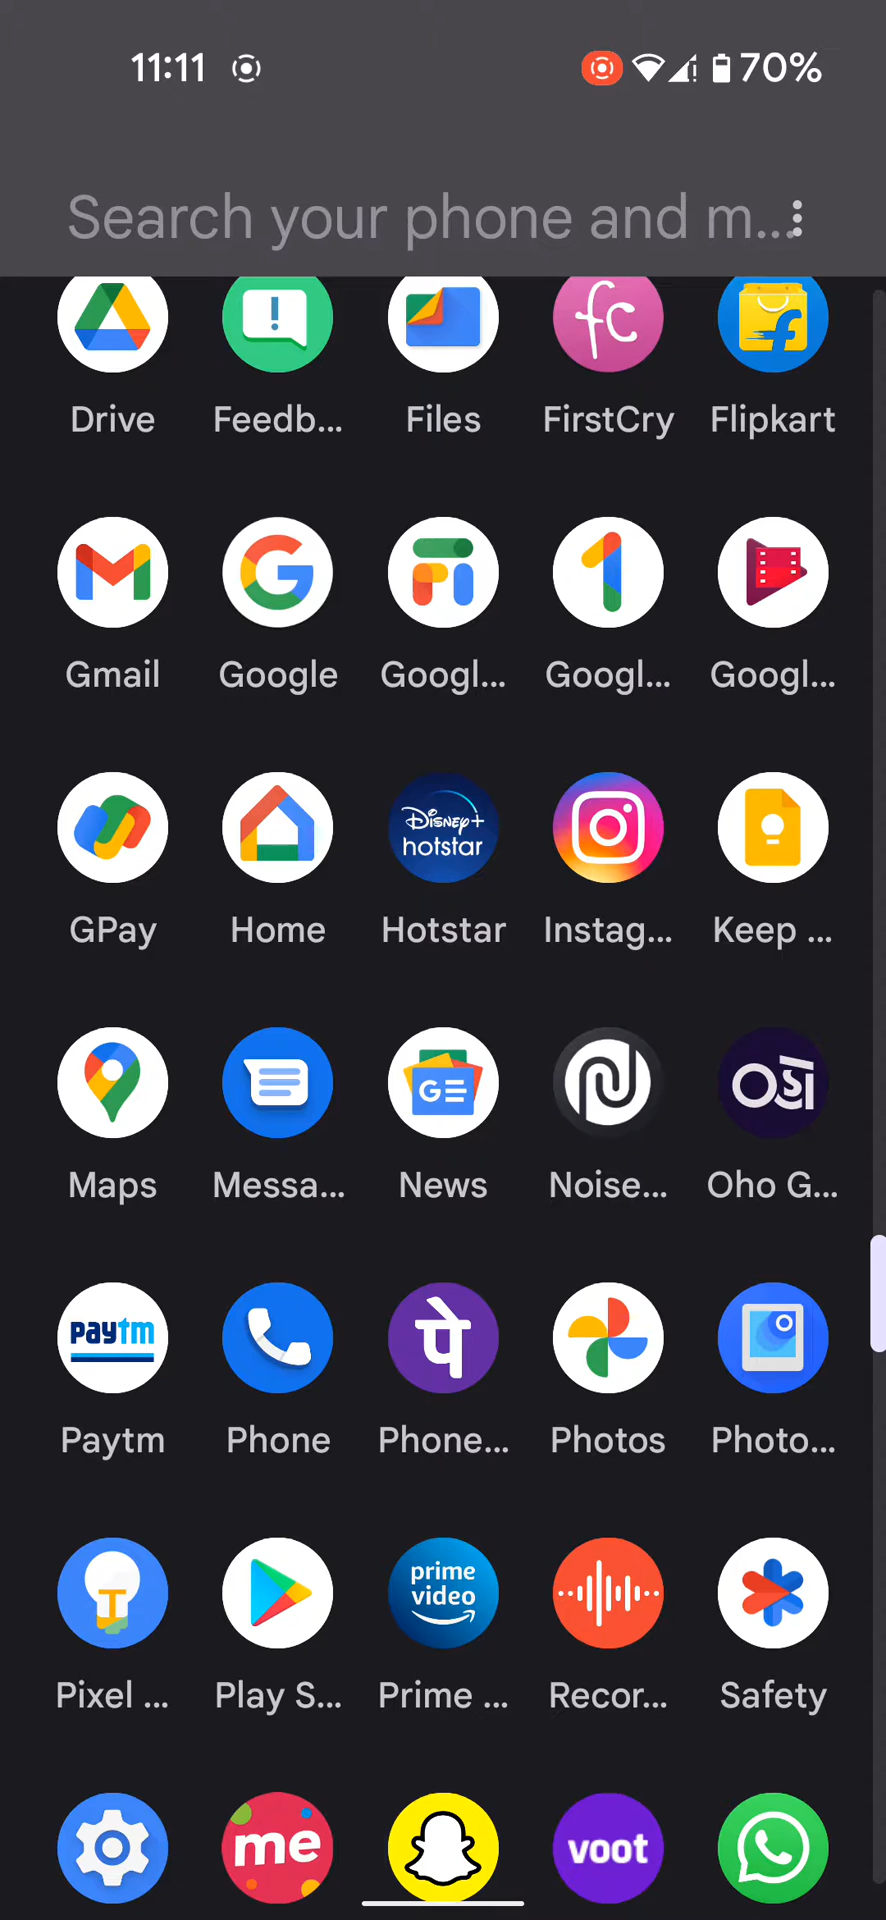 11:11 70%
Search your phone and m...
Drive Feedb... Files FirstCry Flipkart
Gmail Google Googl... Googl... Googl...
Disney+
hotstar
GPay Home Hotstar Instag... Keep ...
GE
Maps Messa... News Noise... Oho G...
paytm पे
Paytm Phone Phone... Photos Photo...
prime
video
Pixel ... Play S... Prime ... Recor... Safety
me voot